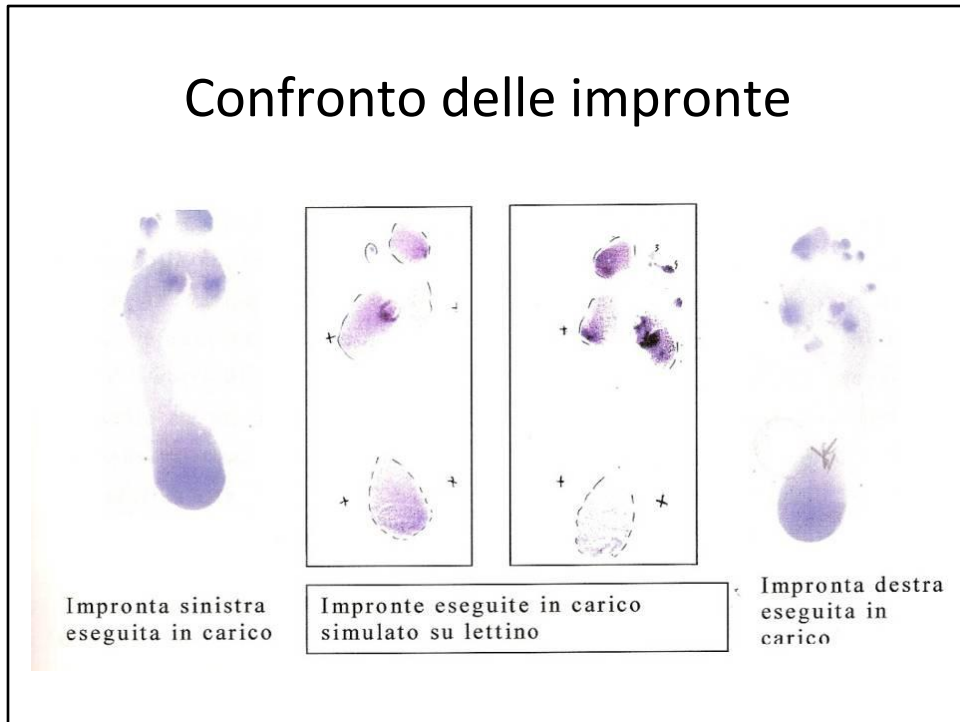 Confronto delle impronte
Impronta sinistra
eseguita in carico
Impronte eseguite in carico
simulato su lettino
Impronta destra
eseguita in
carico